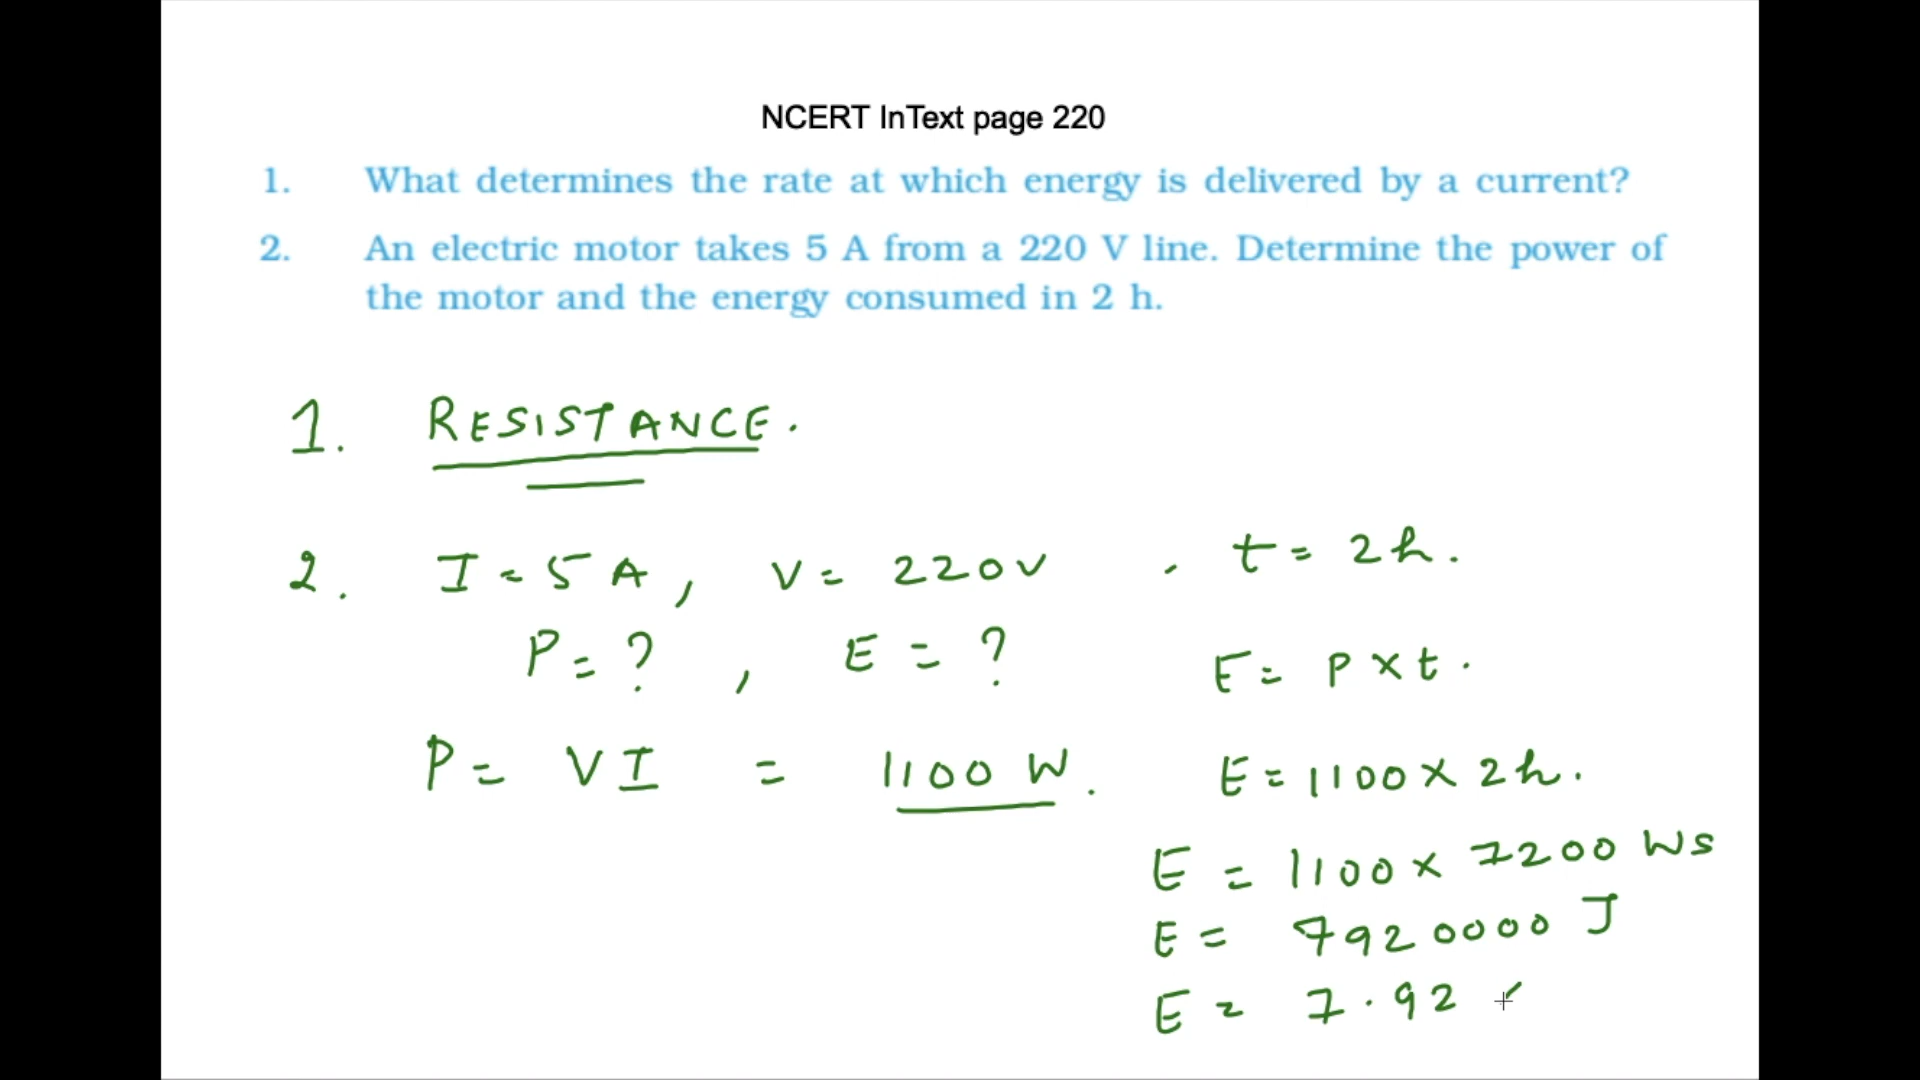 NCERT InText page 220
1. What determines the rate at which energy is delivered by a current?
2. An electric motor takes 5 A from a 220 V line. Determine the power of
the motor and the energy consumed in 2 h.
1. RESISTANCE.
2. I = 5 A, V = 220V . t = 2h.
P = ? , E = ?
E = P x t.
P = VI = 1100 W.
E = 1100 x 2h.
E = 1100 x 7200 Ws
E = 7920000 J
E = 7.92